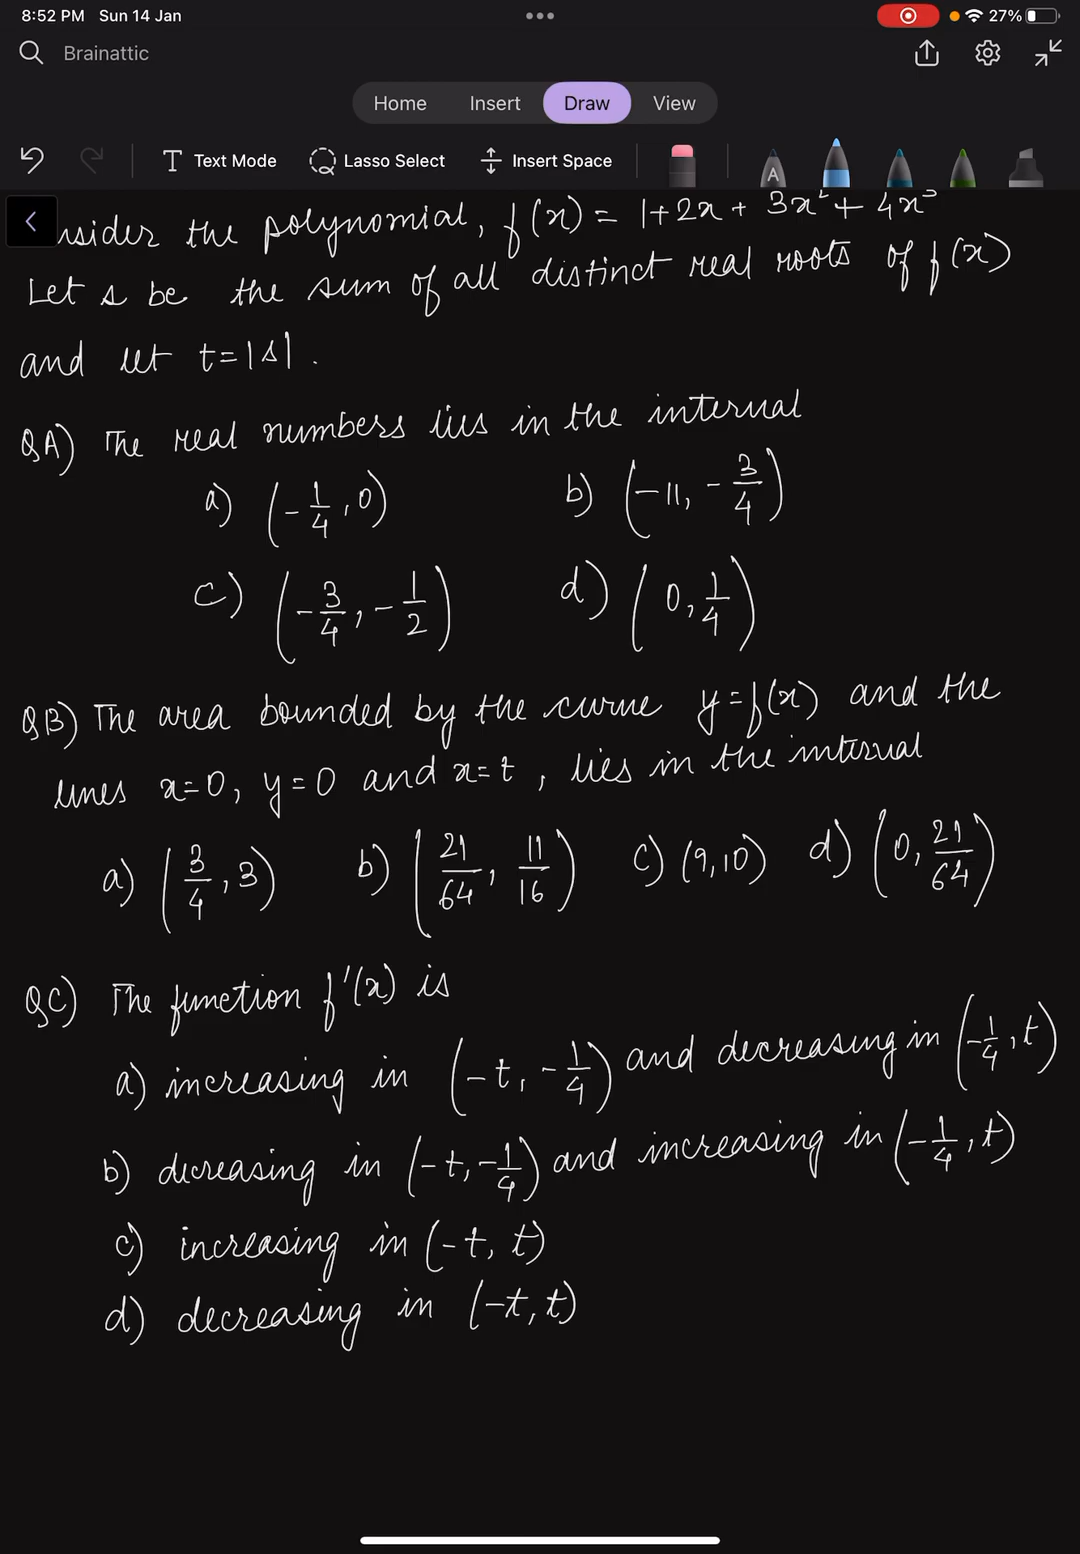 8:52 PM Sun 14 Jan
27%
Brainattic
Home Insert Draw View
Text Mode Lasso Select Insert Space A
nsider the polynomial, f(x) = 1+2x+3x²+4x³
Let s be the sum of all distinct real roots of f(x)
and let t=|s|.
QA) The real numbers lies in the interval
a) (-1/4, 0) b) (-11, -3/4)
c) (-3/4, -1/2) d) (0, 1/4)
QB) The area bounded by the curve y=f(x) and the
lines x=0, y=0 and x=t, lies in the interval
a) (3/4, 3) b) (21/64, 11/16) c) (9,10) d) (0, 21/64)
QC) The function f'(x) is
a) increasing in (-t, -1/4) and decreasing in (-1/4, t)
b) decreasing in (-t, -1/4) and increasing in (-1/4, t)
c) increasing in (-t, t)
d) decreasing in (-t, t)